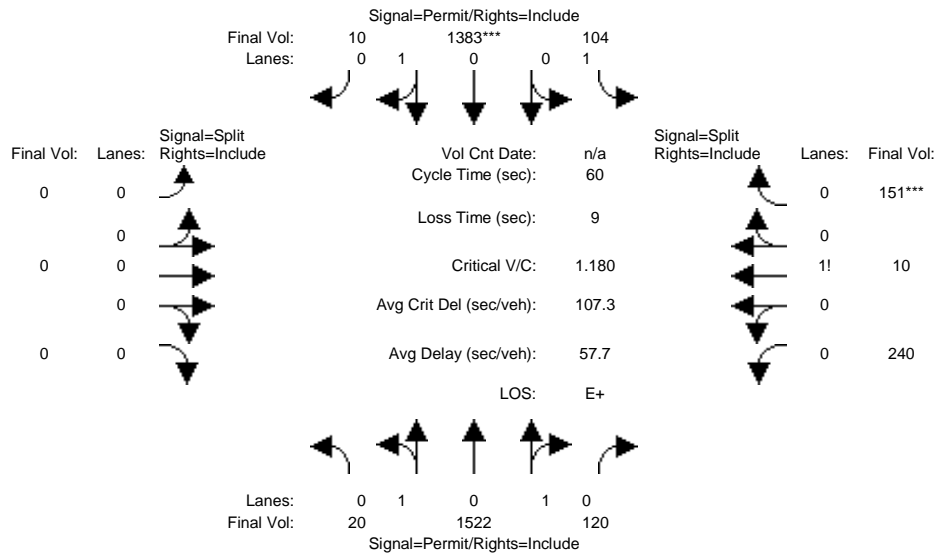 Signal=Permit/Rights=Include
Final Vol: 10 1383*** 104
Lanes: 0 1 0 0 1
Signal=Split
Final Vol: Lanes: Rights=Include
Vol Cnt Date: n/a
Signal=Split
Rights=Include Lanes: Final Vol:
Cycle Time (sec): 60
0 0
0 151***
Loss Time (sec): 9
0
0
0 0
Critical V/C: 1.180
1! 10
0
Avg Crit Del (sec/veh): 107.3
0
0 0
Avg Delay (sec/veh): 57.7
0 240
LOS: E+
Lanes: 0 1 0 1 0
Final Vol: 20 1522 120
Signal=Permit/Rights=Include